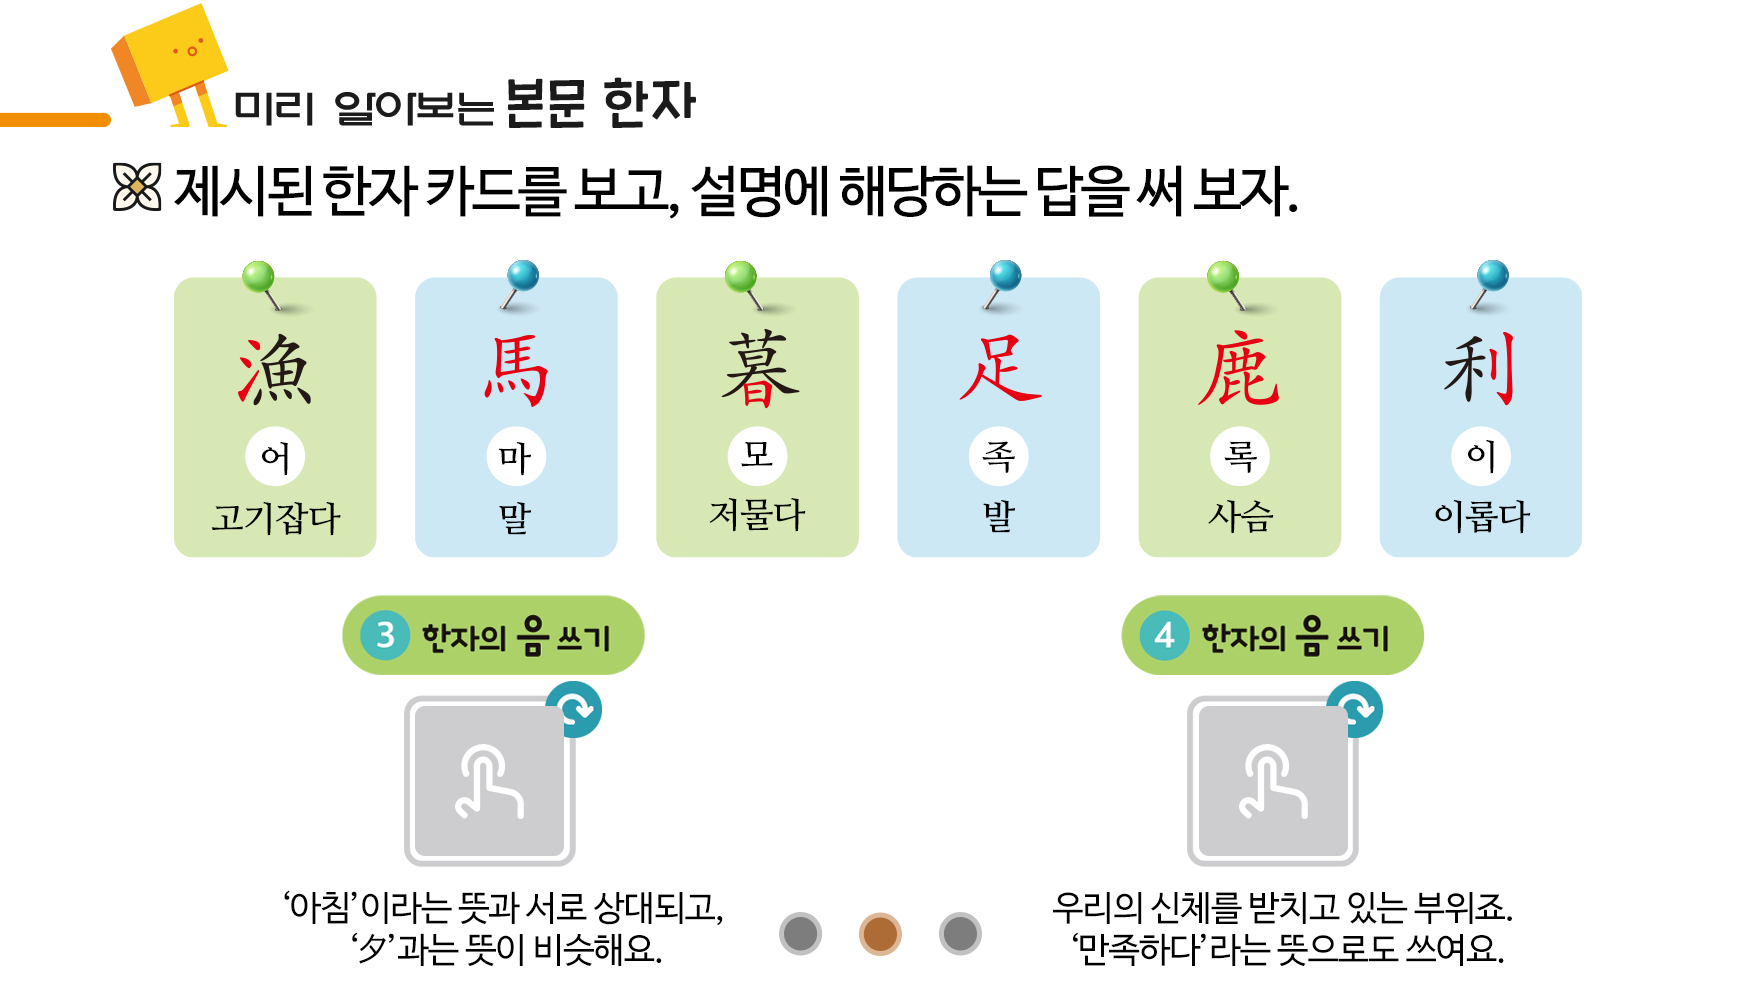 미리 알아보는 본문 한자
제시된 한자 카드를 보고, 설명에 해당하는 답을 써 보자.
漁 馬 暮 足 鹿 利
어 마 모 족 록 이
고기잡다 말 저물다 발 사슴 이롭다
3 한자의 음 쓰기
4 한자의 음 쓰기
‘아침’이라는 뜻과 서로 상대되고,
‘夕’과는 뜻이 비슷해요.
우리의 신체를 받치고 있는 부위죠.
‘만족하다’라는 뜻으로도 쓰여요.